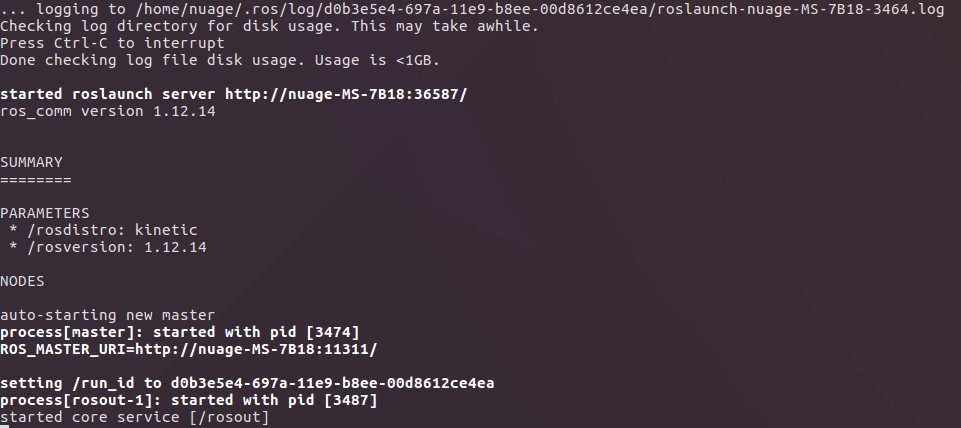 ... logging to /home/nuage/.ros/log/d0b3e5e4-697a-11e9-b8ee-00d8612ce4ea/roslaunch-nuage-MS-7B18-3464.log
Checking log directory for disk usage. This may take awhile.
Press Ctrl-C to interrupt
Done checking log file disk usage. Usage is <1GB.
started roslaunch server http://nuage-MS-7B18:36587/
ros_comm version 1.12.14
SUMMARY
========
PARAMETERS
* /rosdistro: kinetic
* /rosversion: 1.12.14
NODES
auto-starting new master
process[master]: started with pid [3474]
ROS_MASTER_URI=http://nuage-MS-7B18:11311/
setting /run_id to d0b3e5e4-697a-11e9-b8ee-00d8612ce4ea
process[rosout-1]: started with pid [3487]
started core service [/rosout]